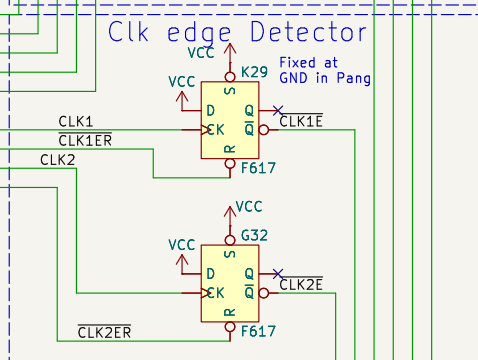 Clk edge Detector
VCC
K29
Fixed at
GND in Pang
VCC
S
D
Q
CLK1
CK
Q
CLK1E
CLK1ER
R
CLK2
F617
VCC
G32
VCC
S
D
Q
CK
Q
CLK2E
R
CLK2ER
F617